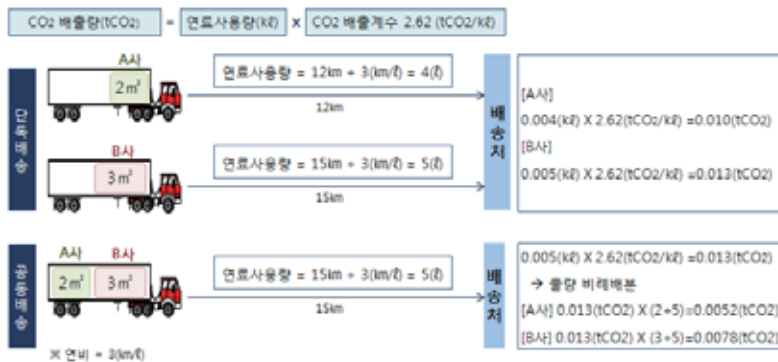 CO2 배출량(tCO2) = 연료사용량(kℓ) x CO2 배출계수 2.62 (tCO2/kℓ)
단독배송
A사
2㎥
연료사용량 = 12km ÷ 3(km/ℓ) = 4(ℓ)
12km
B사
3㎥
연료사용량 = 15km ÷ 3(km/ℓ) = 5(ℓ)
15km
배송처
[A사]
0.004(kℓ) X 2.62(tCO2/kℓ) =0.010(tCO2)
[B사]
0.005(kℓ) X 2.62(tCO2/kℓ) =0.013(tCO2)
공동배송
A사 B사
2㎥ 3㎥
연료사용량 = 15km ÷ 3(km/ℓ) = 5(ℓ)
15km
배송처
0.005(kℓ) X 2.62(tCO2/kℓ) =0.013(tCO2)
→ 물량 비례배분
[A사] 0.013(tCO2) X (2÷5)=0.0052(tCO2)
[B사] 0.013(tCO2) X (3÷5)=0.0078(tCO2)
※ 연비 = 3(km/ℓ)